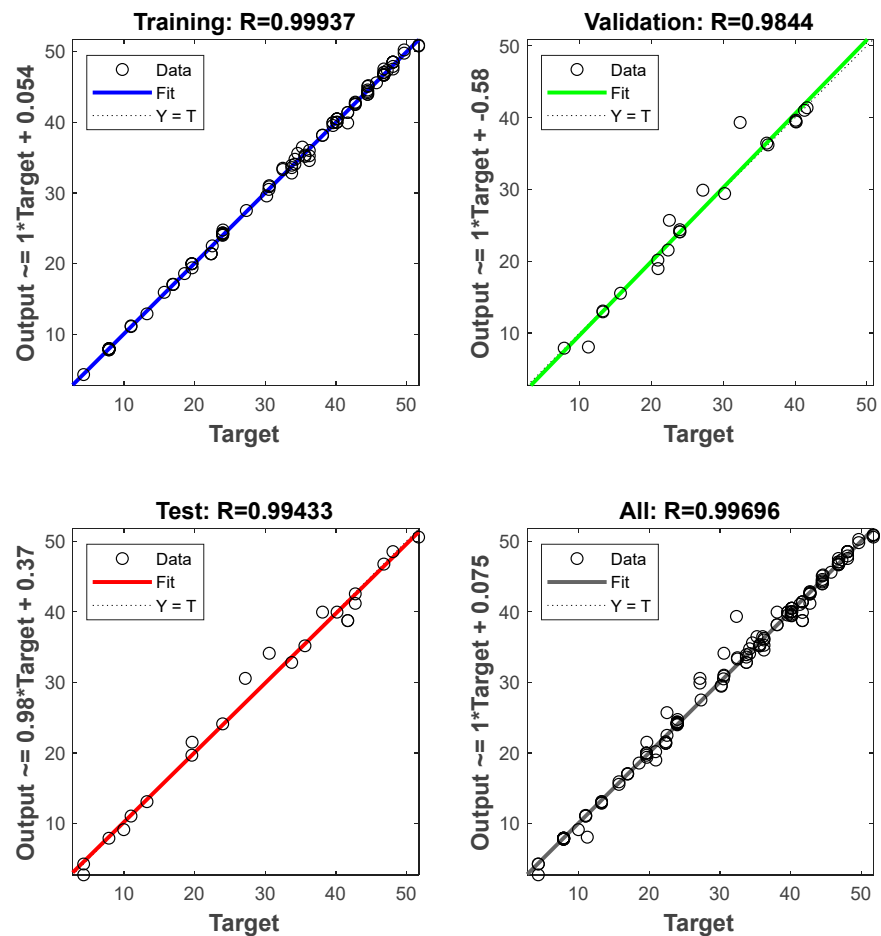 Training: R=0.99937
Output ~= 1*Target + 0.054
50
40
30
20
10
Data
Fit
Y = T
10
20
30
40
50
Target
Validation: R=0.9844
Output ~= 1*Target + -0.58
50
40
30
20
10
Data
Fit
Y = T
10
20
30
40
50
Target
Test: R=0.99433
Output ~= 0.98*Target + 0.37
50
40
30
20
10
Data
Fit
Y = T
10
20
30
40
50
Target
All: R=0.99696
Output ~= 1*Target + 0.075
50
40
30
20
10
Data
Fit
Y = T
10
20
30
40
50
Target